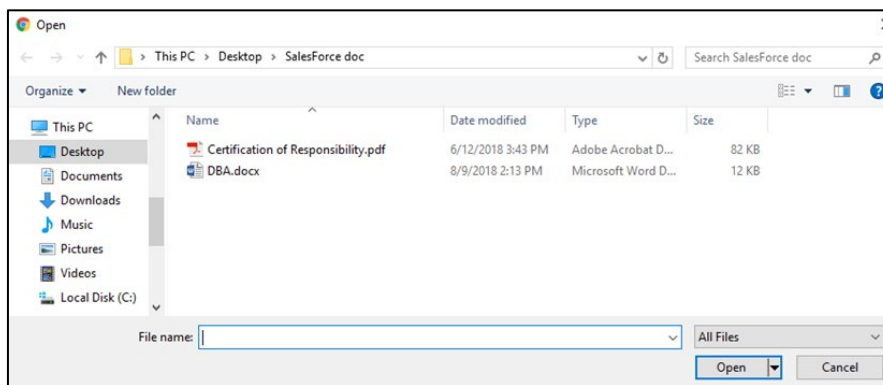 Open
This PC > Desktop > SalesForce doc
Search SalesForce doc
Organize
New folder
This PC
Desktop
Documents
Downloads
Music
Pictures
Videos
Local Disk (C:)
Name Date modified Type Size
Certification of Responsibility.pdf 6/12/2018 3:43 PM Adobe Acrobat D... 82 KB
DBA.docx 8/9/2018 2:13 PM Microsoft Word D... 12 KB
File name:
All Files
Open
Cancel